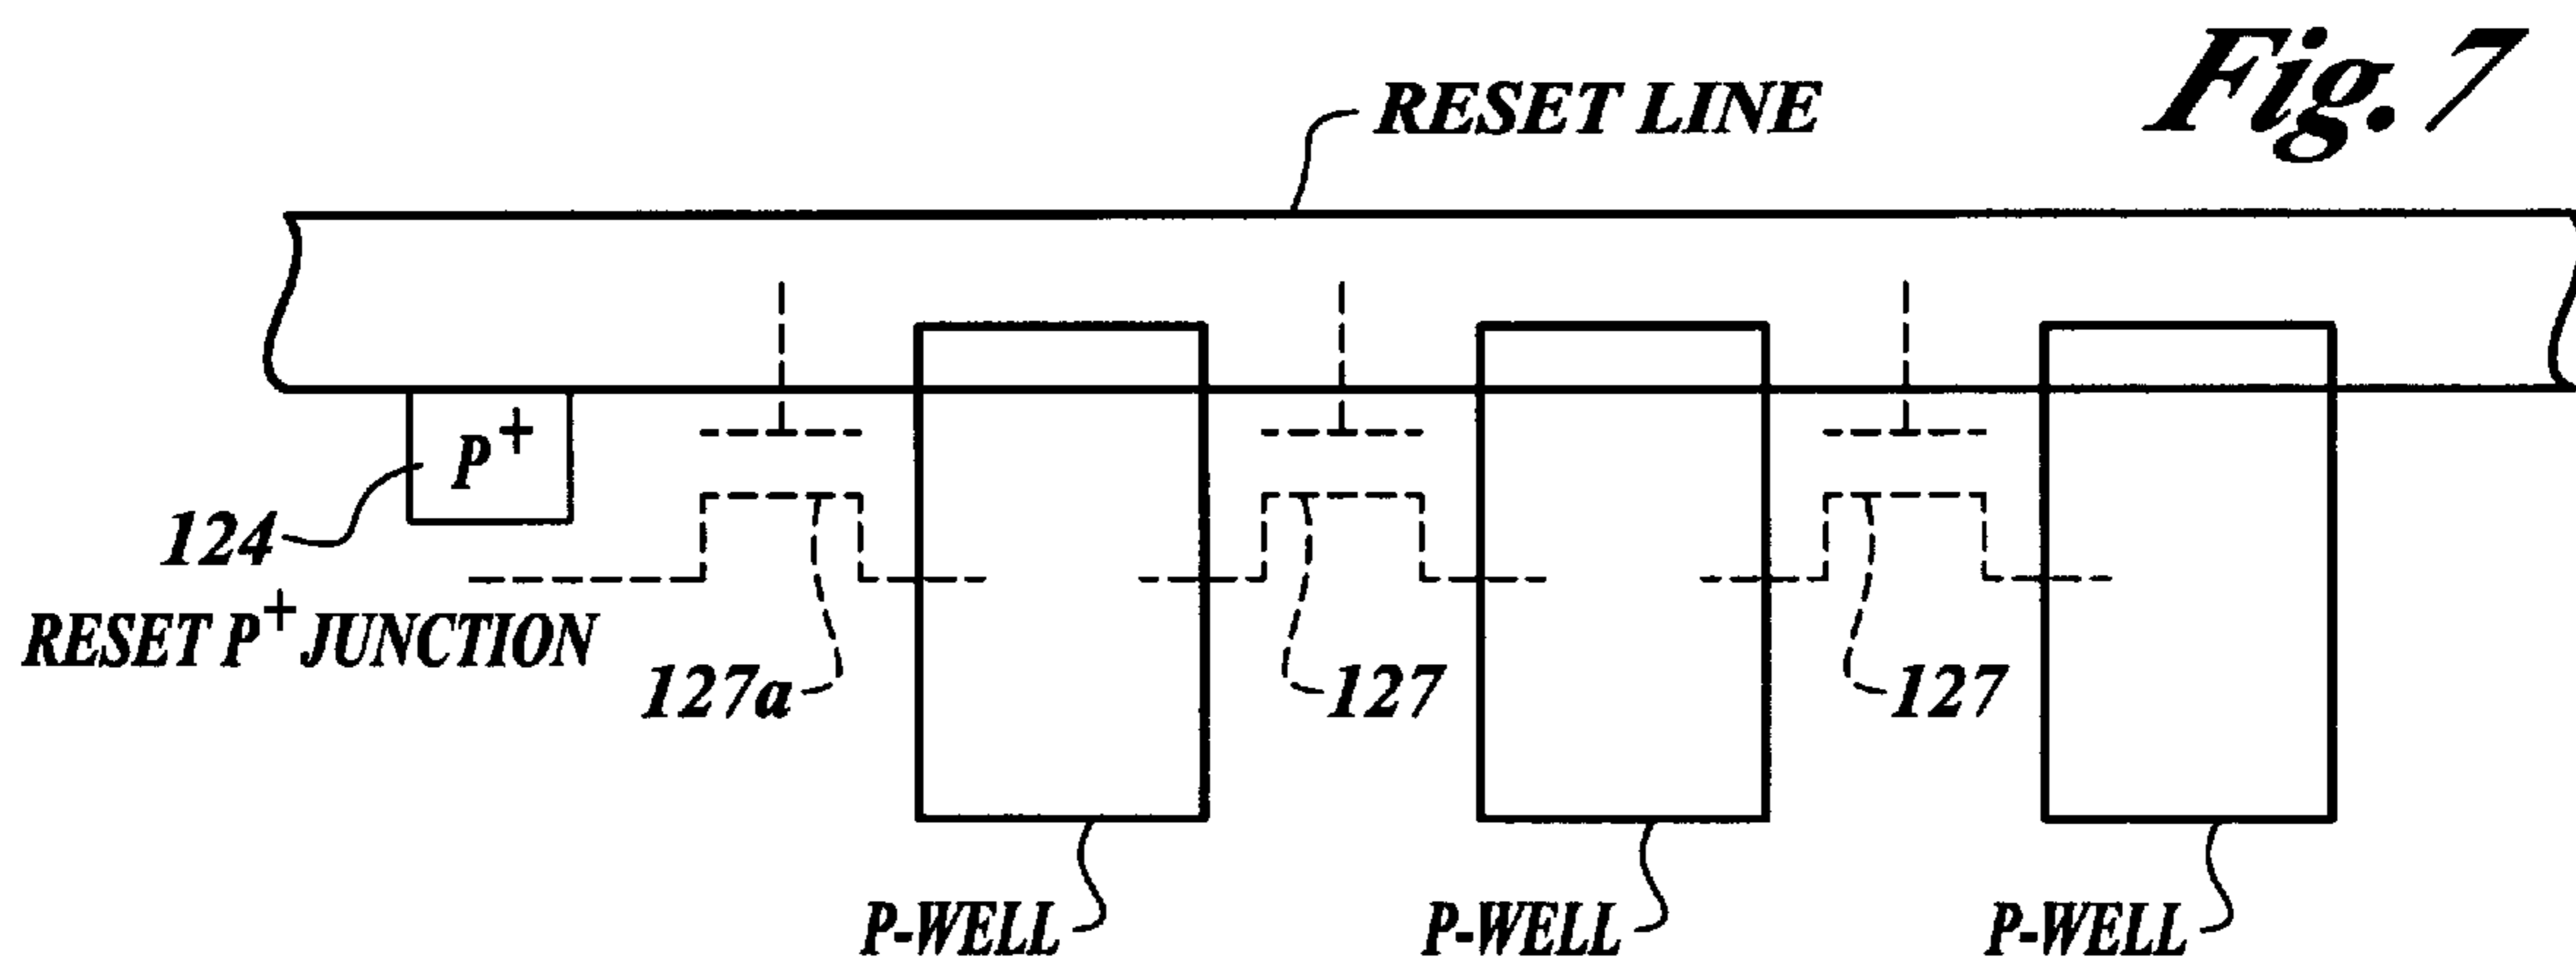 Fig. 7
RESET LINE
P+
124
RESET P+ JUNCTION
127a
127
127
P-WELL
P-WELL
P-WELL